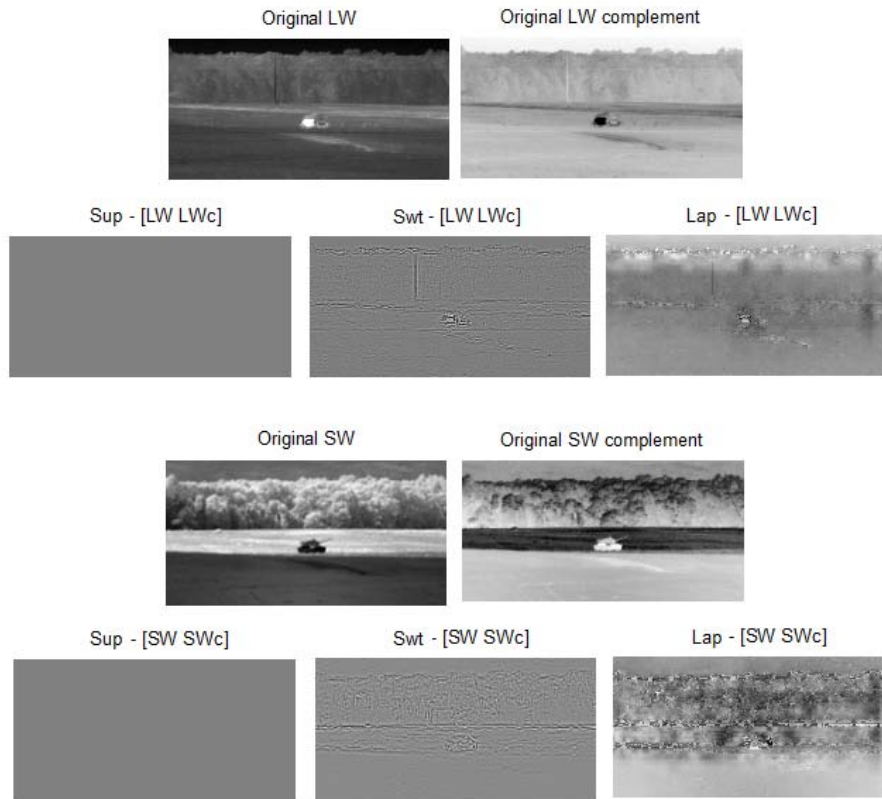 Original LW
Original LW complement
Sup - [LW LWc]
Swt - [LW LWc]
Lap - [LW LWc]
Original SW
Original SW complement
Sup - [SW SWc]
Swt - [SW SWc]
Lap - [SW SWc]